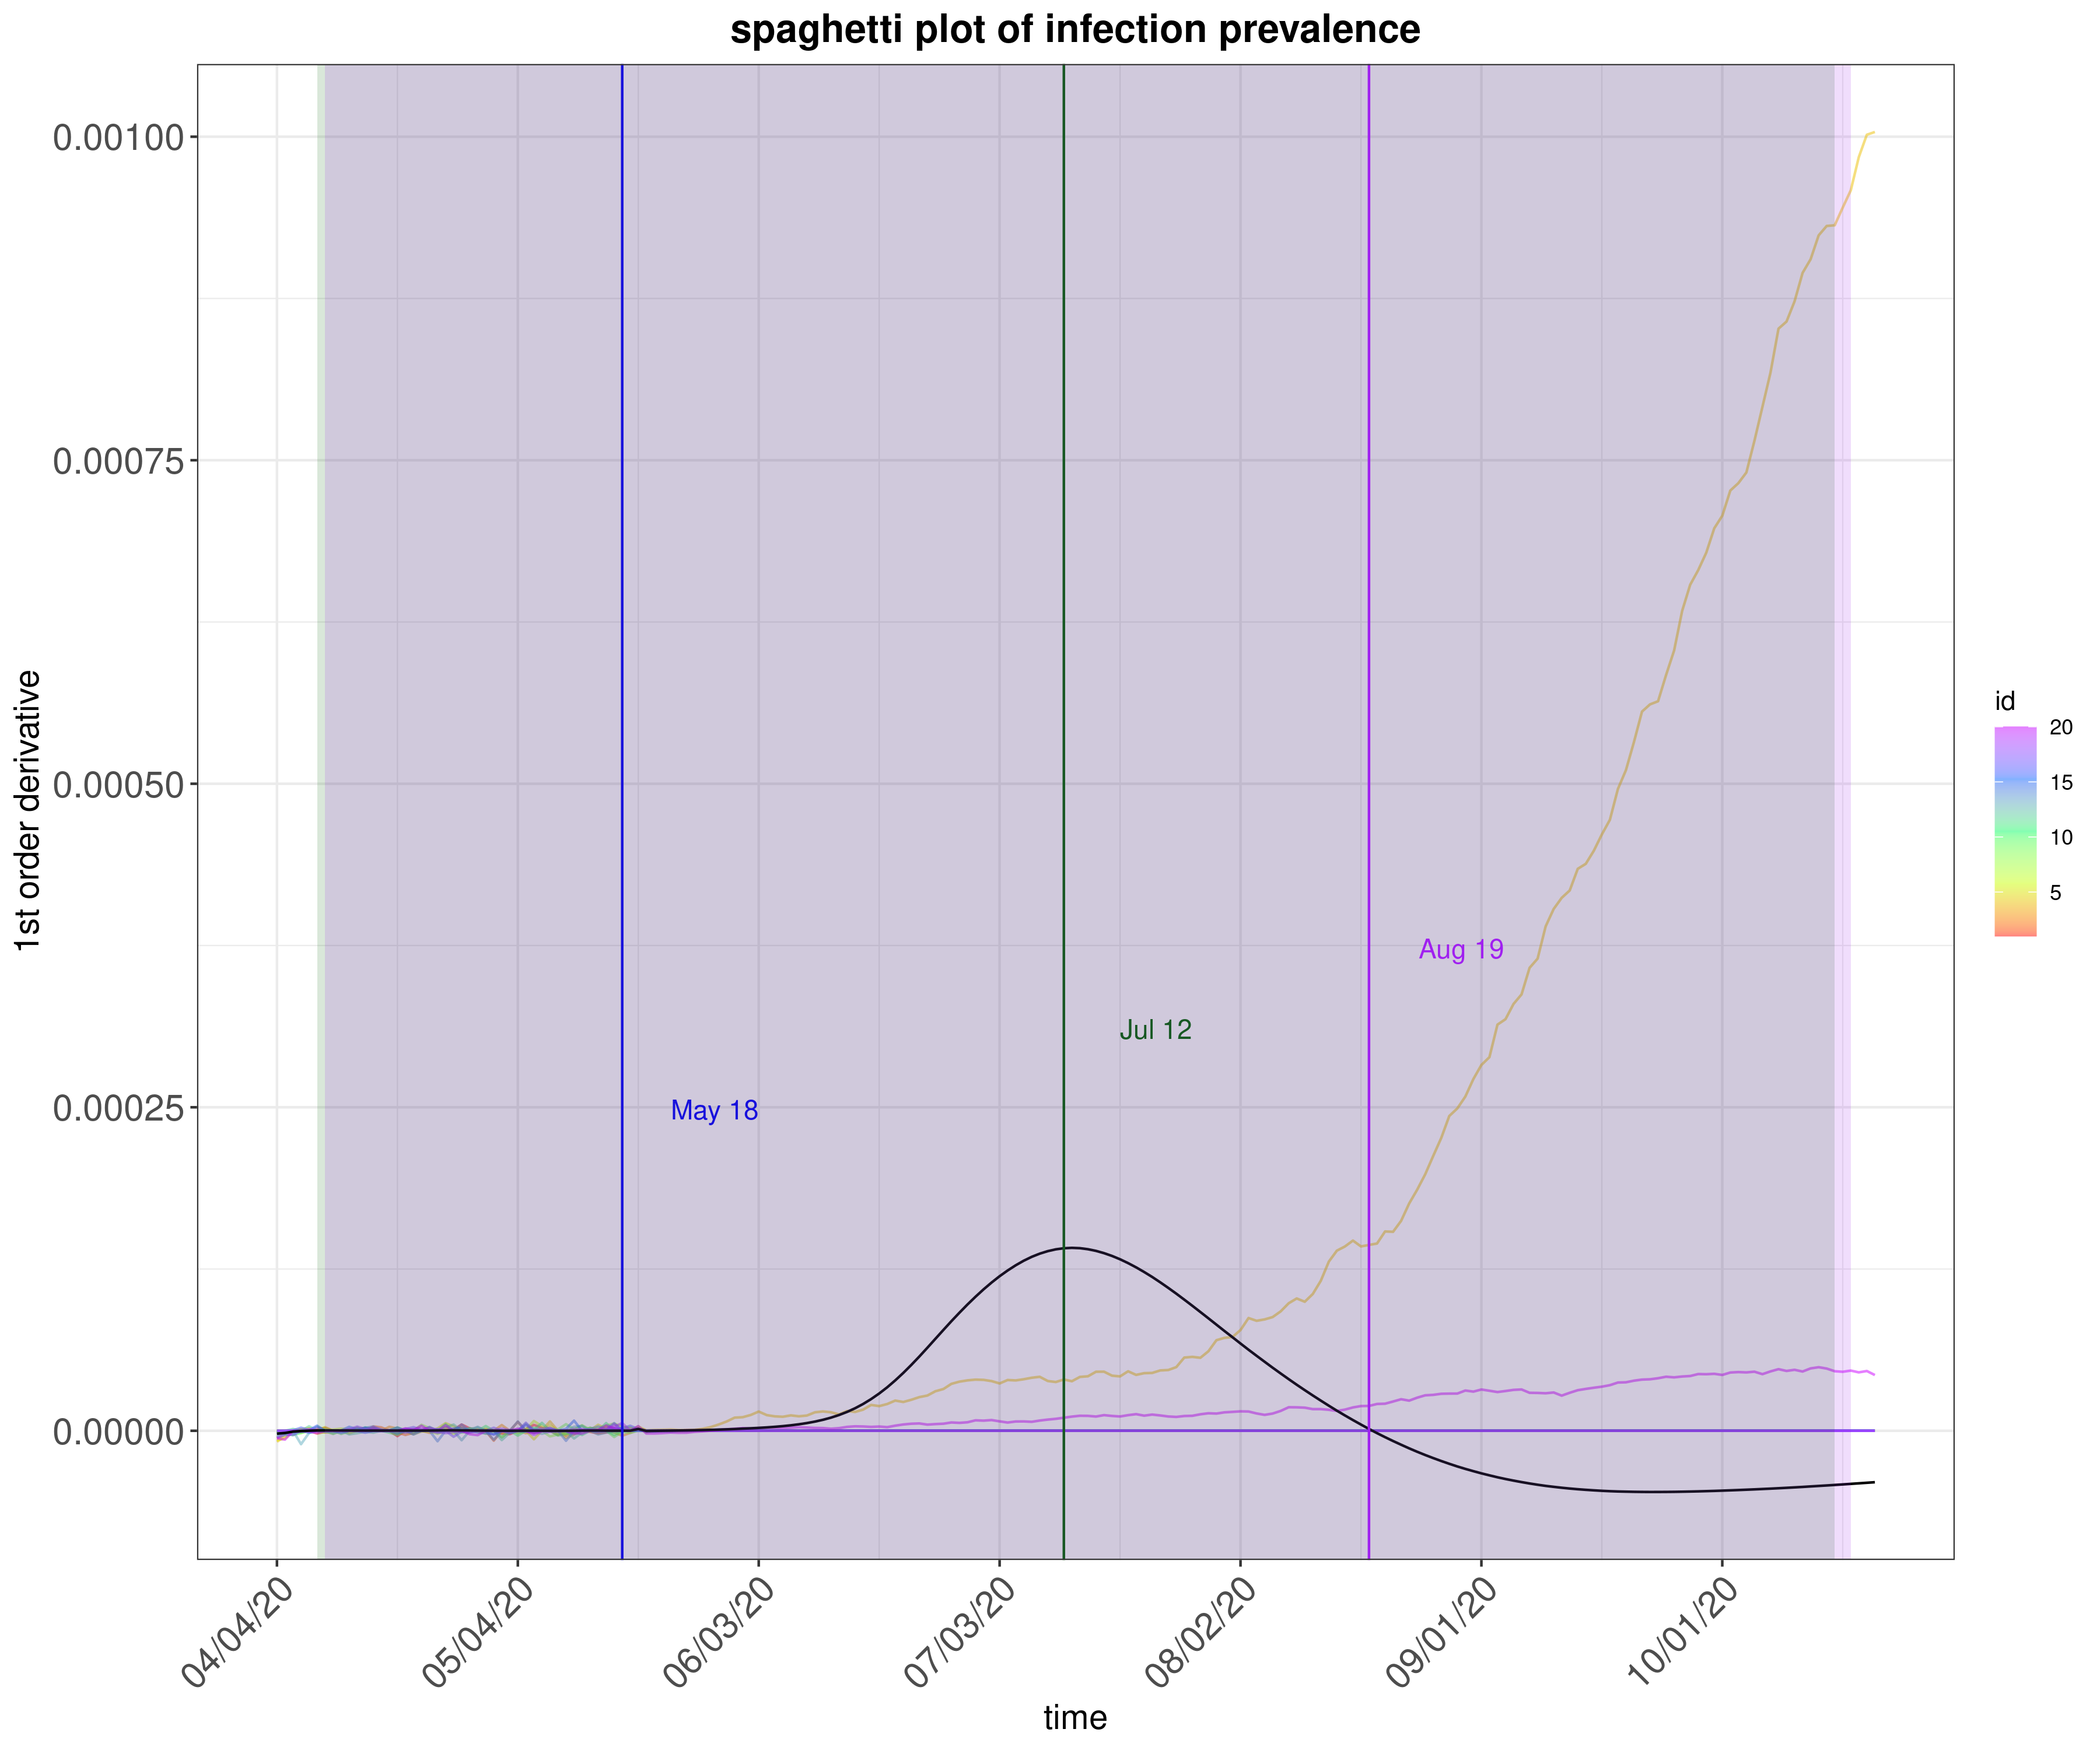 spaghetti plot of infection prevalence
1st order derivative
0.00100
0.00075
0.00050
0.00025
0.00000
Aug 19
Jul 12
May 18
id
20
15
10
5
04/04/20
05/04/20
06/03/20
07/03/20
08/02/20
09/01/20
10/01/20
time